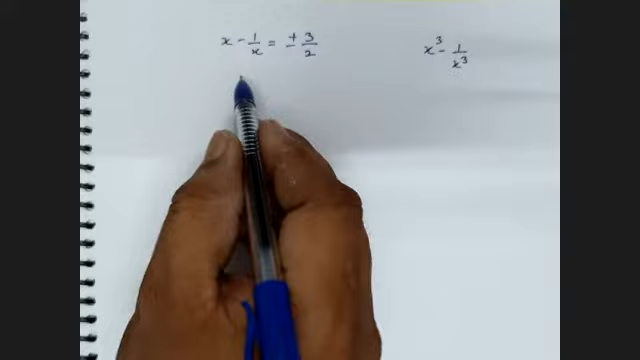 x - 1/x = ± 3/2
x³ - 1/x³